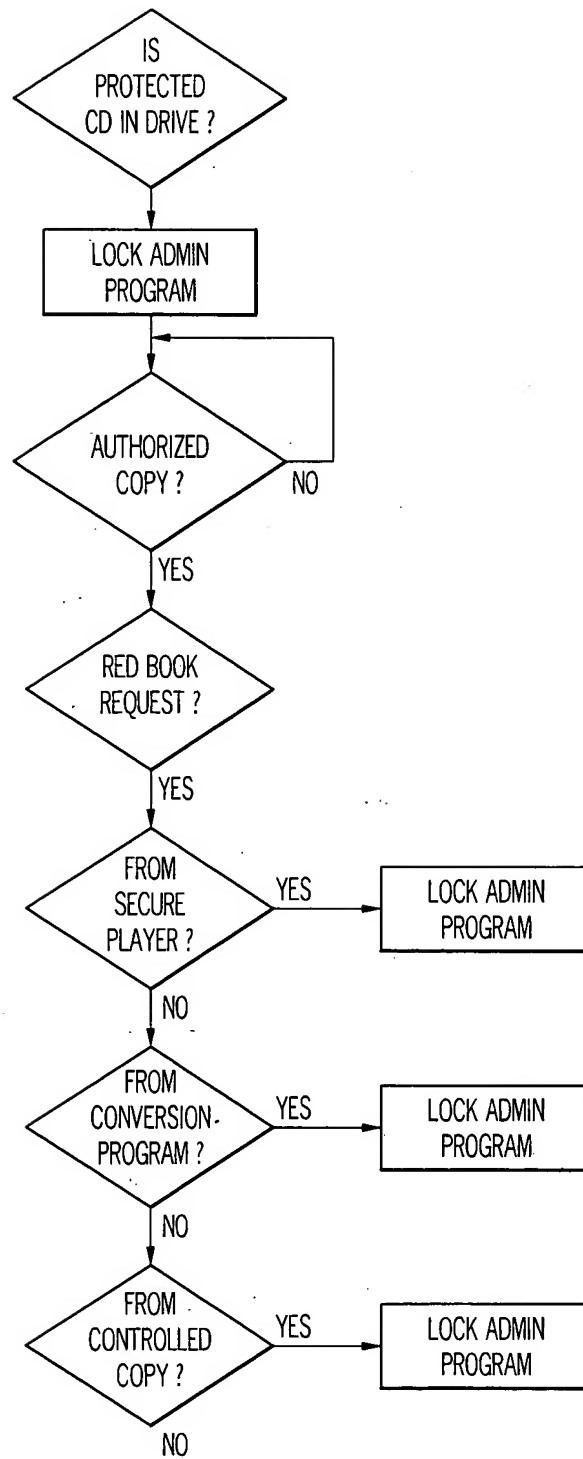 IS
PROTECTED
CD IN DRIVE ?
LOCK ADMIN
PROGRAM
AUTHORIZED
COPY ?
NO
YES
RED BOOK
REQUEST ?
YES
FROM
SECURE
PLAYER ?
YES
LOCK ADMIN
PROGRAM
NO
FROM
CONVERSION-
PROGRAM ?
YES
LOCK ADMIN
PROGRAM
NO
FROM
CONTROLLED
COPY ?
YES
LOCK ADMIN
PROGRAM
NO